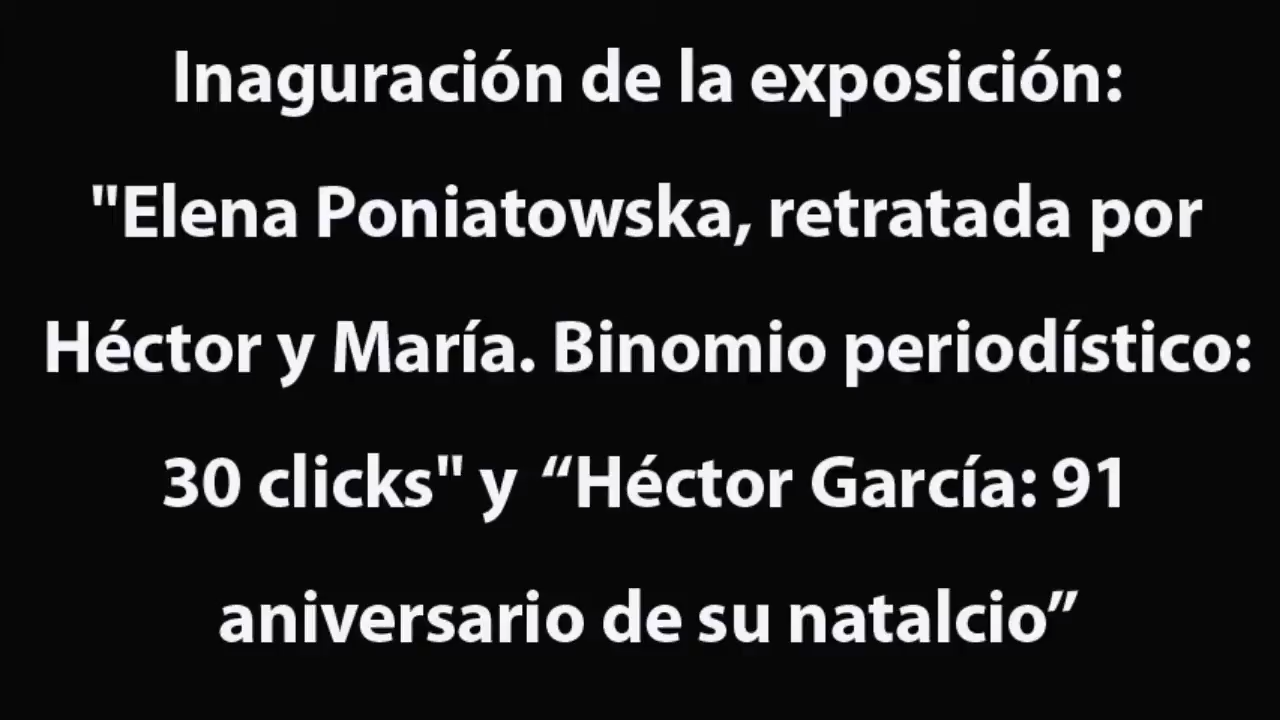 Inaguración de la exposición:
"Elena Poniatowska, retratada por
Héctor y María. Binomio periodístico:
30 clicks" y “Héctor García: 91
aniversario de su natalcio”